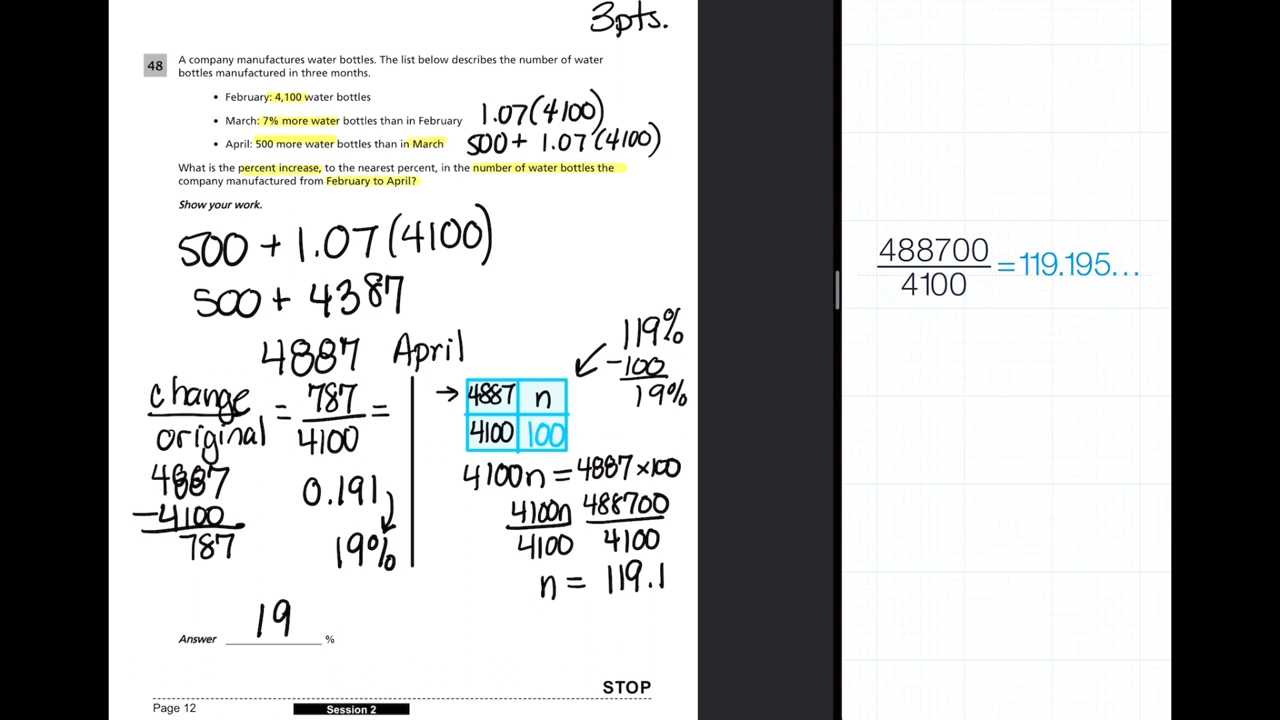 3pts.
48 A company manufactures water bottles. The list below describes the number of water
bottles manufactured in three months.
• February: 4,100 water bottles
• March: 7% more water bottles than in February 1.07(4100)
• April: 500 more water bottles than in March 500 + 1.07(4100)
What is the percent increase, to the nearest percent, in the number of water bottles the
company manufactured from February to April?
Show your work.
500 + 1.07(4100)
500 + 4387
4887 April
change/original = 787/4100 =
4887
-4100
787
0.191
19%
→ 4887 n
4100 100
119%
-100
19%
4100n = 4887 × 100
4100n/4100 488700/4100
n = 119.1
Answer 19 %
STOP
Page 12 Session 2
488700/4100 = 119.195...